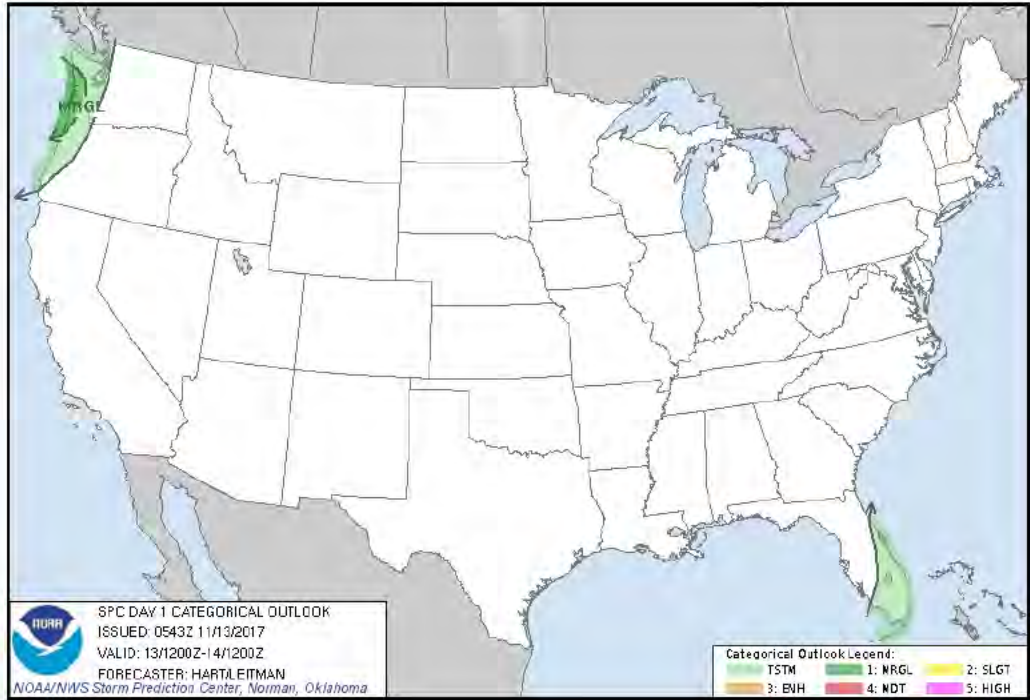 MRGL
SPC DAY 1 CATEGORICAL OUTLOOK
ISSUED: 0543Z 11/13/2017
VALID: 13/1200Z-14/1200Z
FORECASTER: HART/LEITMAN
NOAA/NWS Storm Prediction Center, Norman, Oklahoma
NOAA
Categorical Outlook Legend:
TSTM 1: MRGL 2: SLGT
3: ENH 4: MDT 5: HIGH